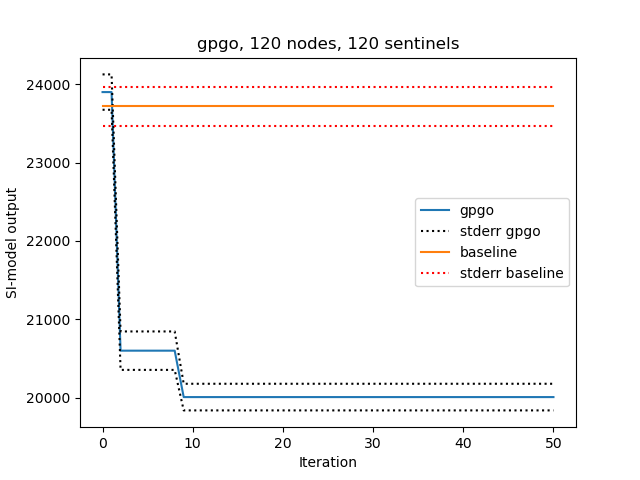 gpgo, 120 nodes, 120 sentinels
24000
23000
22000
21000
20000
SI-model output
gpgo
stderr gpgo
baseline
stderr baseline
0 10 20 30 40 50
Iteration